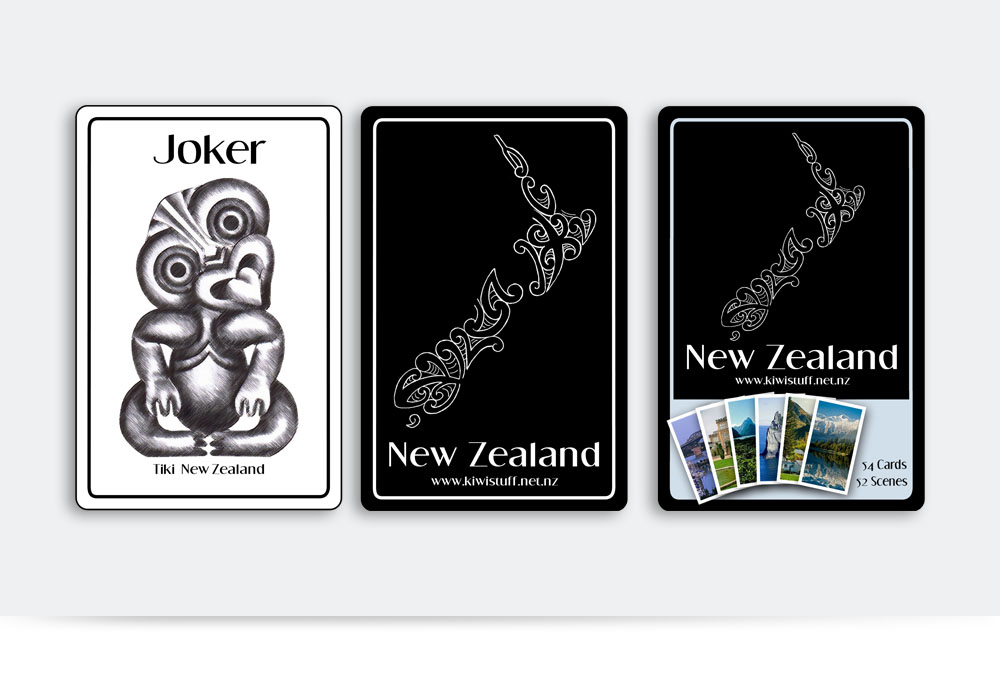 Joker
Tiki New Zealand
New Zealand
www.kiwistuff.net.nz
New Zealand
www.kiwistuff.net.nz
54 Cards
52 Scenes